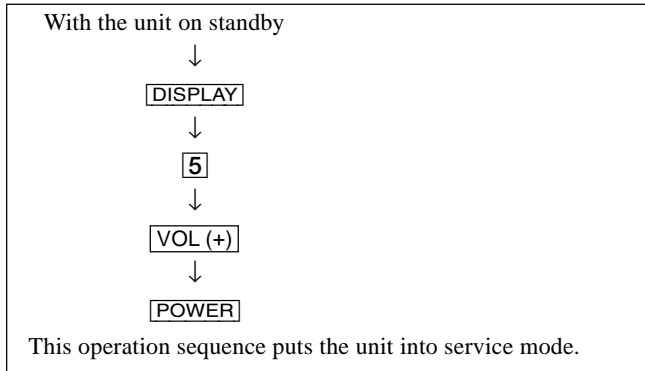 With the unit on standby
↓
DISPLAY
↓
5
↓
VOL (+)
↓
POWER
This operation sequence puts the unit into service mode.